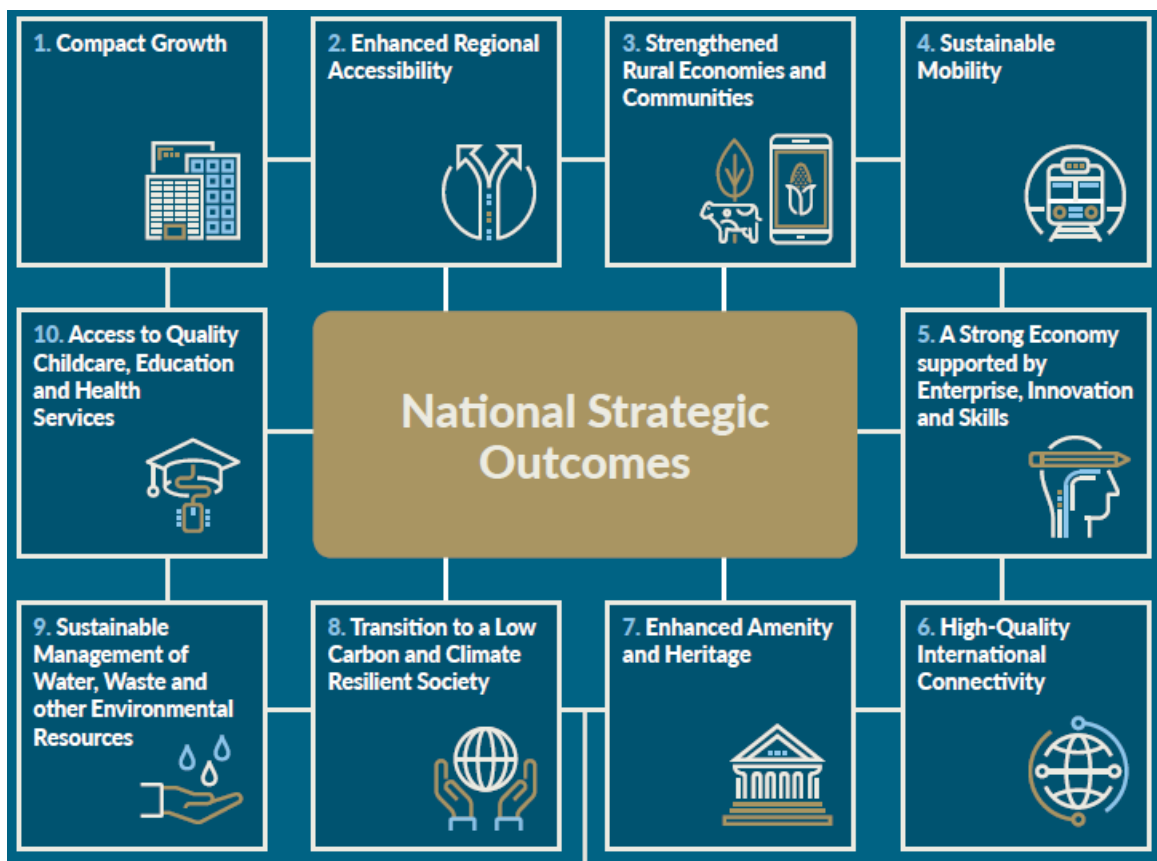 1. Compact Growth
2. Enhanced Regional
Accessibility
3. Strengthened
Rural Economies and
Communities
4. Sustainable
Mobility
10. Access to Quality
Childcare, Education
and Health
Services
National Strategic
Outcomes
5. A Strong Economy
supported by
Enterprise, Innovation
and Skills
9. Sustainable
Management of
Water, Waste and
other Environmental
Resources
8. Transition to a Low
Carbon and Climate
Resilient Society
7. Enhanced Amenity
and Heritage
6. High-Quality
International
Connectivity